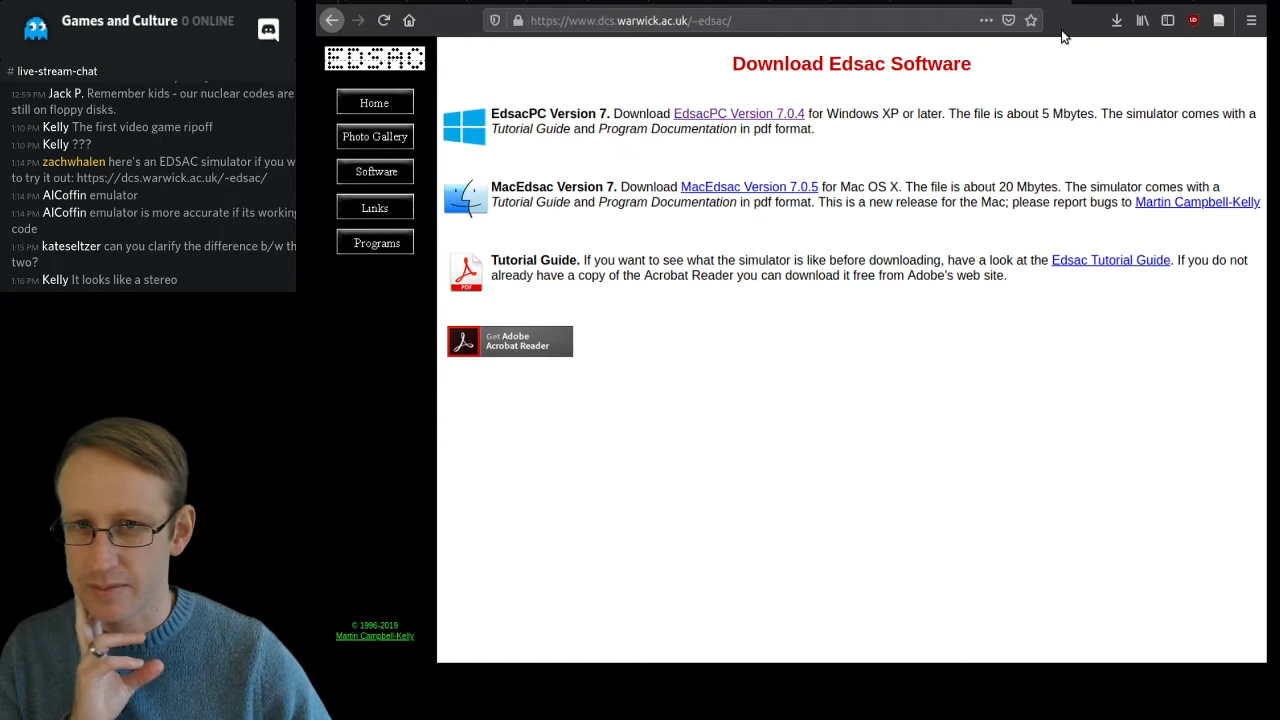 Games and Culture 0 ONLINE
# live-stream-chat
12:59 PM Jack P. Remember kids - our nuclear codes are
still on floppy disks.
1:10 PM Kelly The first video game ripoff
1:10 PM Kelly ???
1:14 PM zachwhalen here's an EDSAC simulator if you w
to try it out: https://dcs.warwick.ac.uk/~edsac/
1:14 PM AlCoffin emulator
1:14 PM AlCoffin emulator is more accurate if its working
code
1:15 PM kateseltzer can you clarify the difference b/w th
two?
1:16 PM Kelly It looks like a stereo
https://www.dcs.warwick.ac.uk/~edsac/
EDSAC
Home
Photo Gallery
Software
Links
Programs
© 1996-2019
Martin Campbell-Kelly
Download Edsac Software
EdsacPC Version 7. Download EdsacPC Version 7.0.4 for Windows XP or later. The file is about 5 Mbytes. The simulator comes with a
Tutorial Guide and Program Documentation in pdf format.
MacEdsac Version 7. Download MacEdsac Version 7.0.5 for Mac OS X. The file is about 20 Mbytes. The simulator comes with a
Tutorial Guide and Program Documentation in pdf format. This is a new release for the Mac; please report bugs to Martin Campbell-Kelly
PDF
Tutorial Guide. If you want to see what the simulator is like before downloading, have a look at the Edsac Tutorial Guide. If you do not
already have a copy of the Acrobat Reader you can download it free from Adobe's web site.
Get Adobe
Acrobat Reader